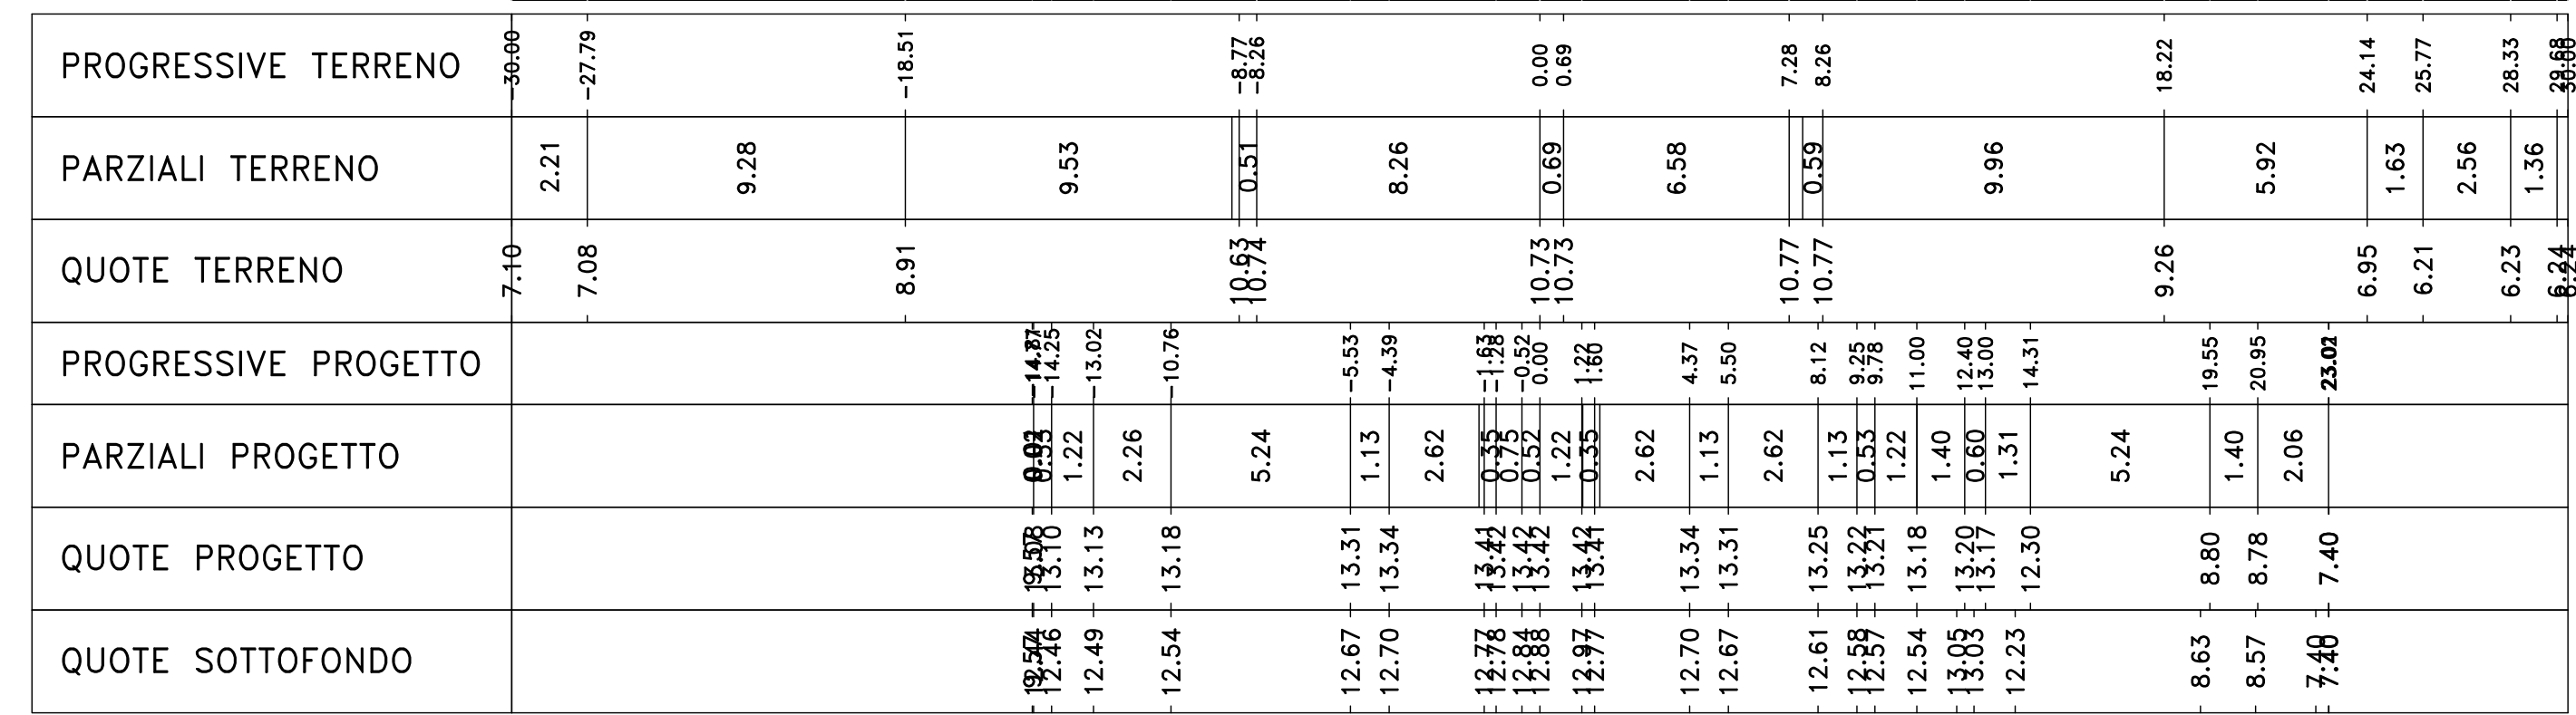 PROGRESSIVE TERRENO -30.00 -27.79 -18.51 -8.77 -8.26 0.00 0.69 7.28 8.26 18.22 24.14 25.77 28.33 29.68 30.00
PARZIALI TERRENO 2.21 9.28 9.53 0.51 8.26 0.69 6.58 0.59 9.96 5.92 1.63 2.56 1.36
QUOTE TERRENO 7.10 7.08 8.91 10.63 10.74 10.73 10.73 10.77 10.77 9.26 6.95 6.21 6.23 6.24 6.24
PROGRESSIVE PROGETTO -14.25 -13.02 -10.76 -5.53 -4.39 -1.63 -1.28 -0.52 0.00 1.22 1.60 4.37 5.50 8.12 9.25 9.78 11.00 12.40 13.00 14.31 19.55 20.95
PARZIALI PROGETTO 0.53 1.22 2.26 5.24 1.13 2.62 0.35 0.75 0.52 1.22 0.35 2.62 1.13 2.62 1.13 0.53 1.22 1.40 0.60 1.31 5.24 1.40 2.06
QUOTE PROGETTO 13.10 13.13 13.18 13.31 13.34 13.41 13.42 13.42 13.42 13.42 13.41 13.34 13.31 13.25 13.22 13.21 13.18 13.20 13.17 12.30 8.80 8.78 7.40
QUOTE SOTTOFONDO 12.46 12.49 12.54 12.67 12.70 12.77 12.78 12.84 12.88 12.97 12.77 12.70 12.67 12.61 12.58 12.57 12.54 13.05 13.03 12.23 8.63 8.57 7.40 7.40